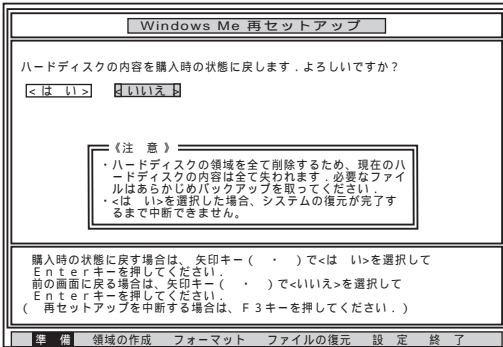 Windows Me 再セットアップ
ハードディスクの内容を購入時の状態に戻します．よろしいですか？
<は　い>　<いいえ>
《注　意》
・ハードディスクの領域を全て削除するため、現在のハ
ードディスクの内容は全て失われます．必要なファイ
ルはあらかじめバックアップを取ってください．
・<は　い>を選択した場合、システムの復元が完了す
るまで中断できません。
購入時の状態に戻す場合は、矢印キー（　・　）で<は　い>を選択して
Ｅｎｔｅｒキーを押してください．
前の画面に戻る場合は、矢印キー（　・　）で<いいえ>を選択して
Ｅｎｔｅｒキーを押してください．
（　再セットアップを中断する場合は、Ｆ３キーを押してください．）
準　備　領域の作成　フォーマット　ファイルの復元　設　定　終　了